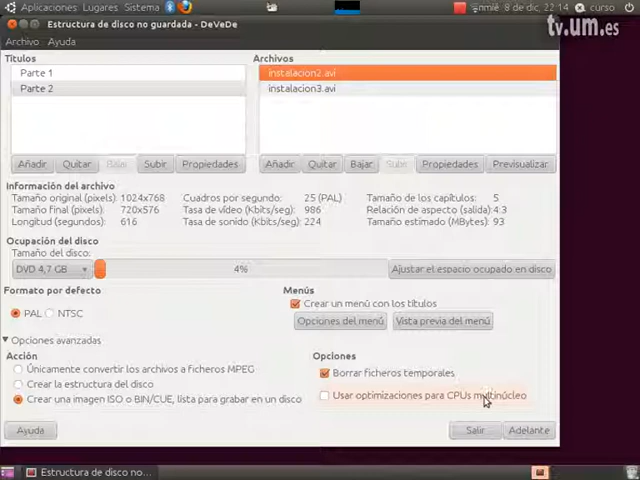 Aplicaciones Lugares Sistema mié 8 de dic, 22:14 curso
Estructura de disco no guardada - DeVeDe
tv.um.es
Archivo Ayuda
Títulos Archivos
Parte 1 instalacion2.avi
Parte 2 instalacion3.avi
Añadir Quitar Bajar Subir Propiedades Añadir Quitar Bajar Subir Propiedades Previsualizar
Información del archivo
Tamaño original (pixels): 1024x768 Cuadros por segundo: 25 (PAL) Tamaño de los capítulos: 5
Tamaño final (pixels): 720x576 Tasa de vídeo (Kbits/seg): 986 Relación de aspecto (salida): 4:3
Longitud (segundos): 616 Tasa de sonido (Kbits/seg): 224 Tamaño estimado (MBytes): 93
Ocupación del disco
Tamaño del disco:
DVD 4,7 GB 4% Ajustar el espacio ocupado en disco
Formato por defecto Menús
Crear un menú con los títulos
PAL NTSC Opciones del menú Vista previa del menú
Opciones avanzadas
Acción Opciones
Únicamente convertir los archivos a ficheros MPEG Borrar ficheros temporales
Crear la estructura del disco
Crear una imagen ISO o BIN/CUE, lista para grabar en un disco Usar optimizaciones para CPUs multinúcleo
Ayuda Salir Adelante
Estructura de disco no...